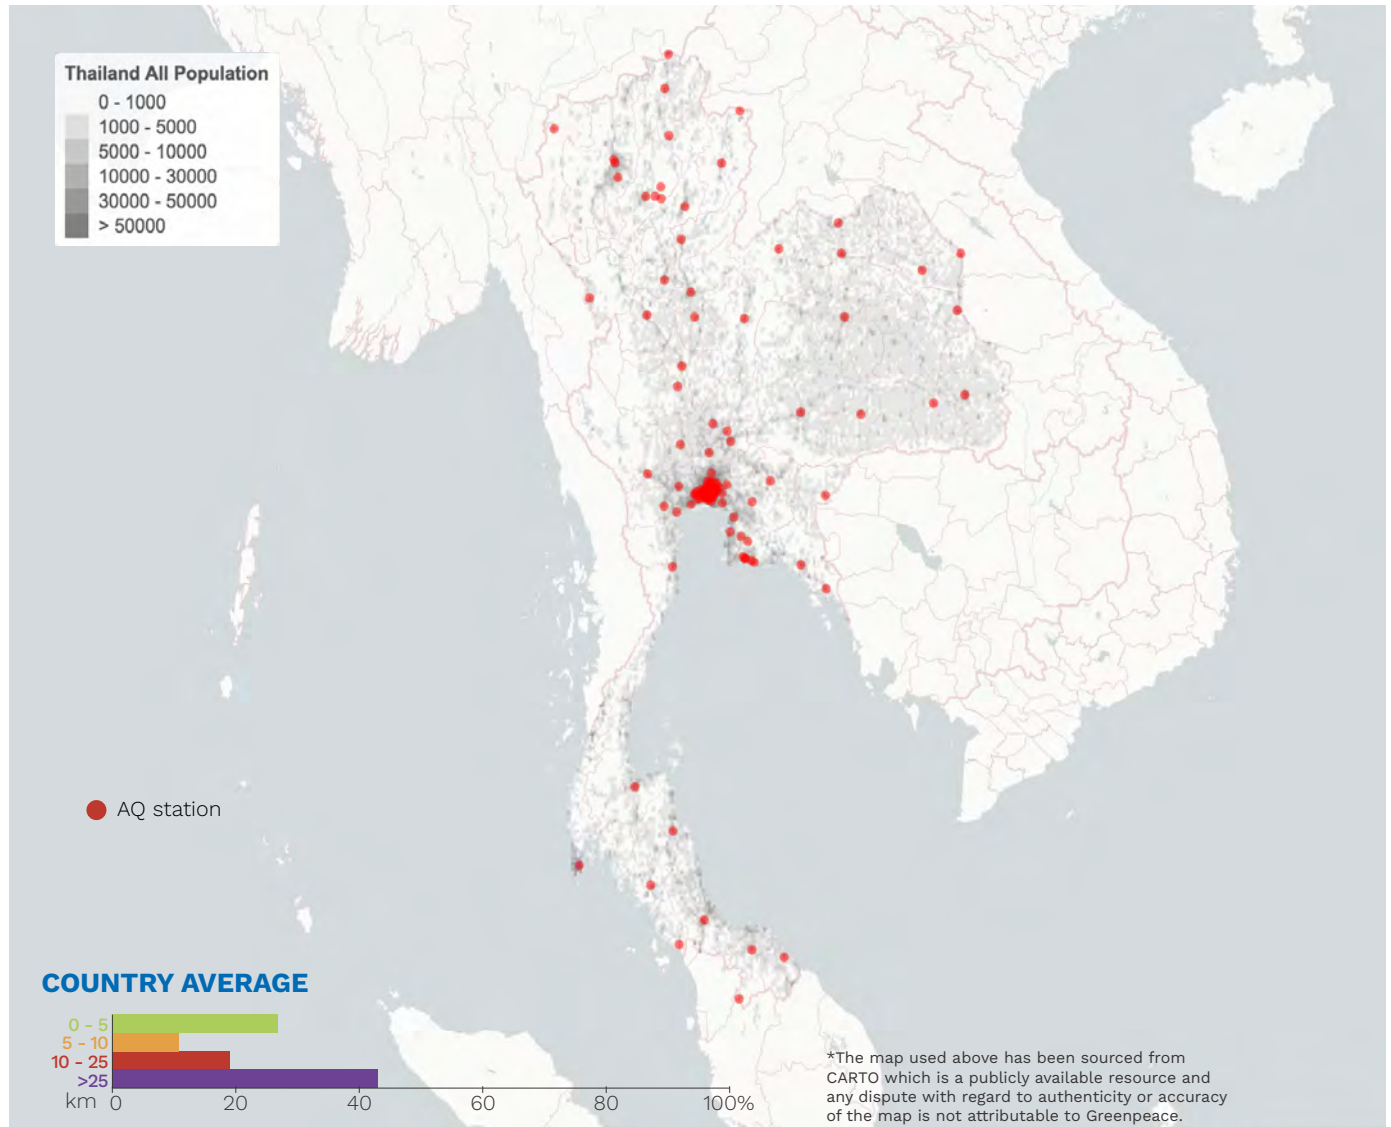 Thailand All Population
0 - 1000
1000 - 5000
5000 - 10000
10000 - 30000
30000 - 50000
> 50000
AQ station
COUNTRY AVERAGE
0 - 5
5 - 10
10 - 25
>25
km 0 20 40 60 80 100%
*The map used above has been sourced from
CARTO which is a publicly available resource and
any dispute with regard to authenticity or accuracy
of the map is not attributable to Greenpeace.